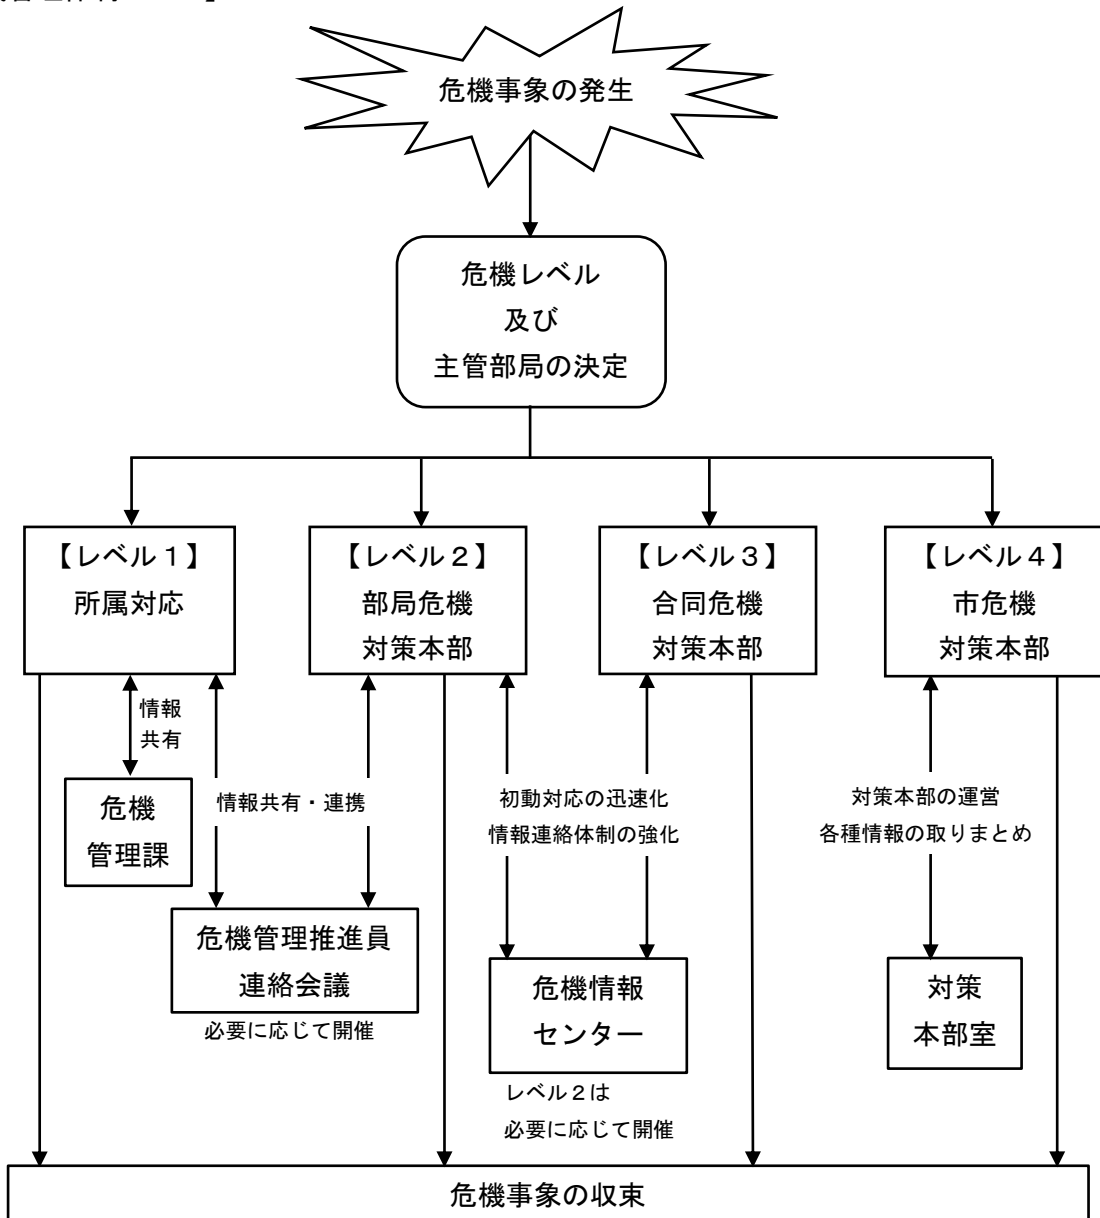 危機事象の発生
危機レベル
及び
主管部局の決定
【レベル１】
所属対応
【レベル２】
部局危機
対策本部
【レベル３】
合同危機
対策本部
【レベル４】
市危機
対策本部
情報
共有
危機
管理課
情報共有・連携
危機管理推進員
連絡会議
必要に応じて開催
初動対応の迅速化
情報連絡体制の強化
危機情報
センター
レベル２は
必要に応じて開催
対策本部の運営
各種情報の取りまとめ
対策
本部室
危機事象の収束